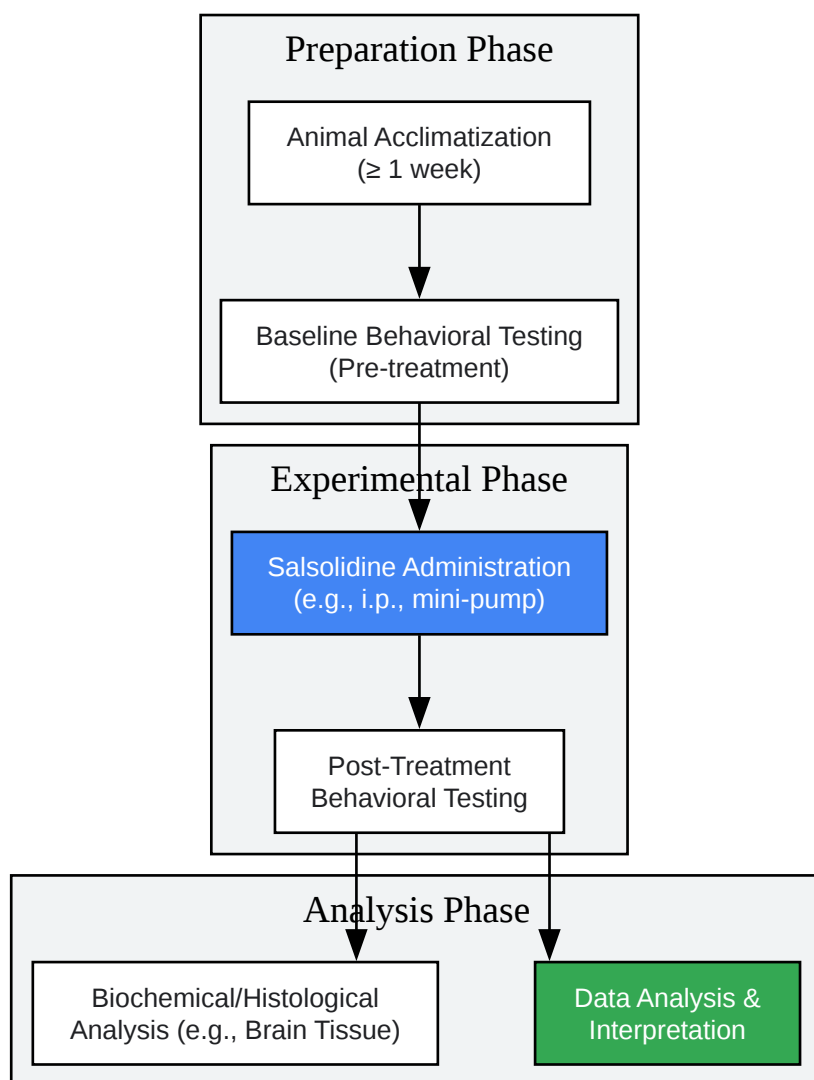 Preparation Phase
Animal Acclimatization
(≥ 1 week)
Baseline Behavioral Testing
(Pre-treatment)
Experimental Phase
Salsolidine Administration
(e.g., i.p., mini-pump)
Post-Treatment
Behavioral Testing
Analysis Phase
Biochemical/Histological
Analysis (e.g., Brain Tissue)
Data Analysis &
Interpretation